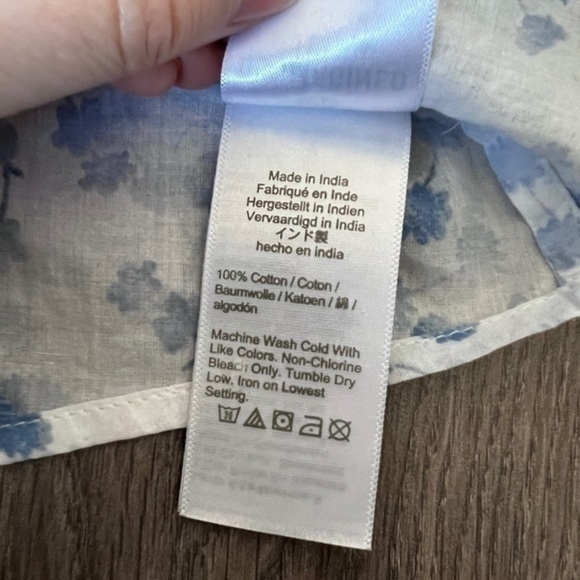 Made in India
Fabriqué en Inde
Hergestellt in Indien
Vervaardigd in India
インド製
hecho en india
100% Cotton / Coton /
Baumwolle / Katoen / 綿 /
algodón
Machine Wash Cold With
Like Colors. Non-Chlorine
Bleach Only. Tumble Dry
Low. Iron on Lowest
Setting.